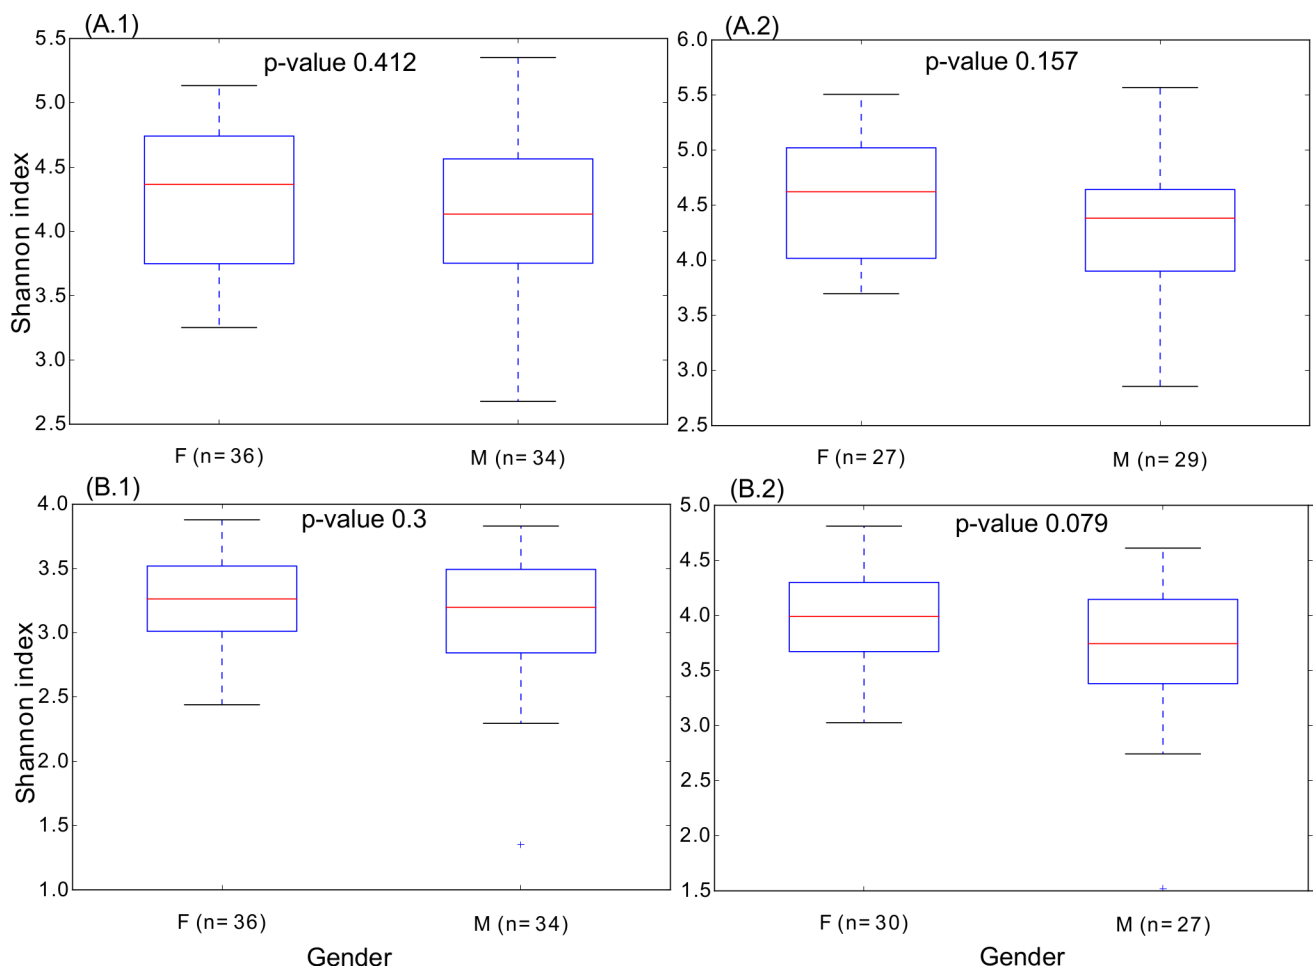 (A.1)
p-value 0.412
5.5
5.0
4.5
4.0
3.5
3.0
2.5
Shannon index
F (n=36)
M (n=34)
(A.2)
p-value 0.157
6.0
5.5
5.0
4.5
4.0
3.5
3.0
2.5
F (n=27)
M (n=29)
(B.1)
p-value 0.3
4.0
3.5
3.0
2.5
2.0
1.5
1.0
Shannon index
F (n=36)
M (n=34)
Gender
(B.2)
p-value 0.079
5.0
4.5
4.0
3.5
3.0
2.5
2.0
1.5
F (n=30)
M (n=27)
Gender